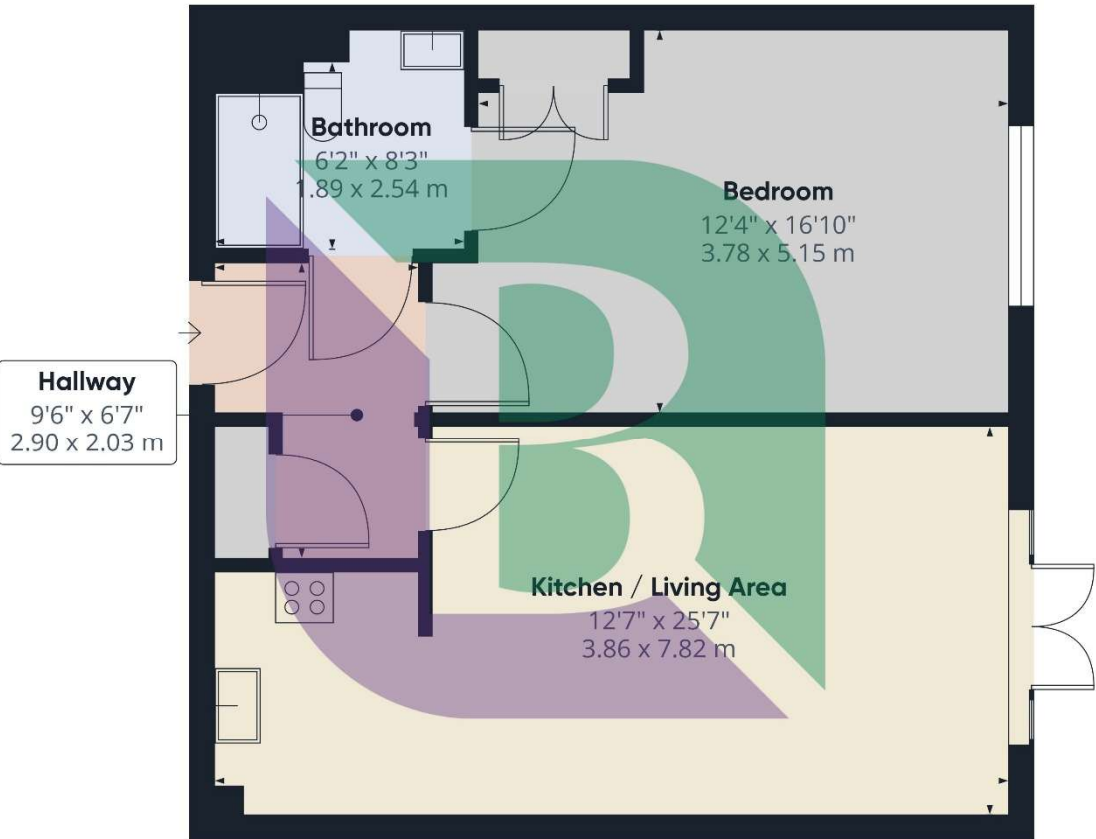 Bathroom
6'2" x 8'3"
1.89 x 2.54 m
Bedroom
12'4" x 16'10"
3.78 x 5.15 m
Hallway
9'6" x 6'7"
2.90 x 2.03 m
Kitchen / Living Area
12'7" x 25'7"
3.86 x 7.82 m